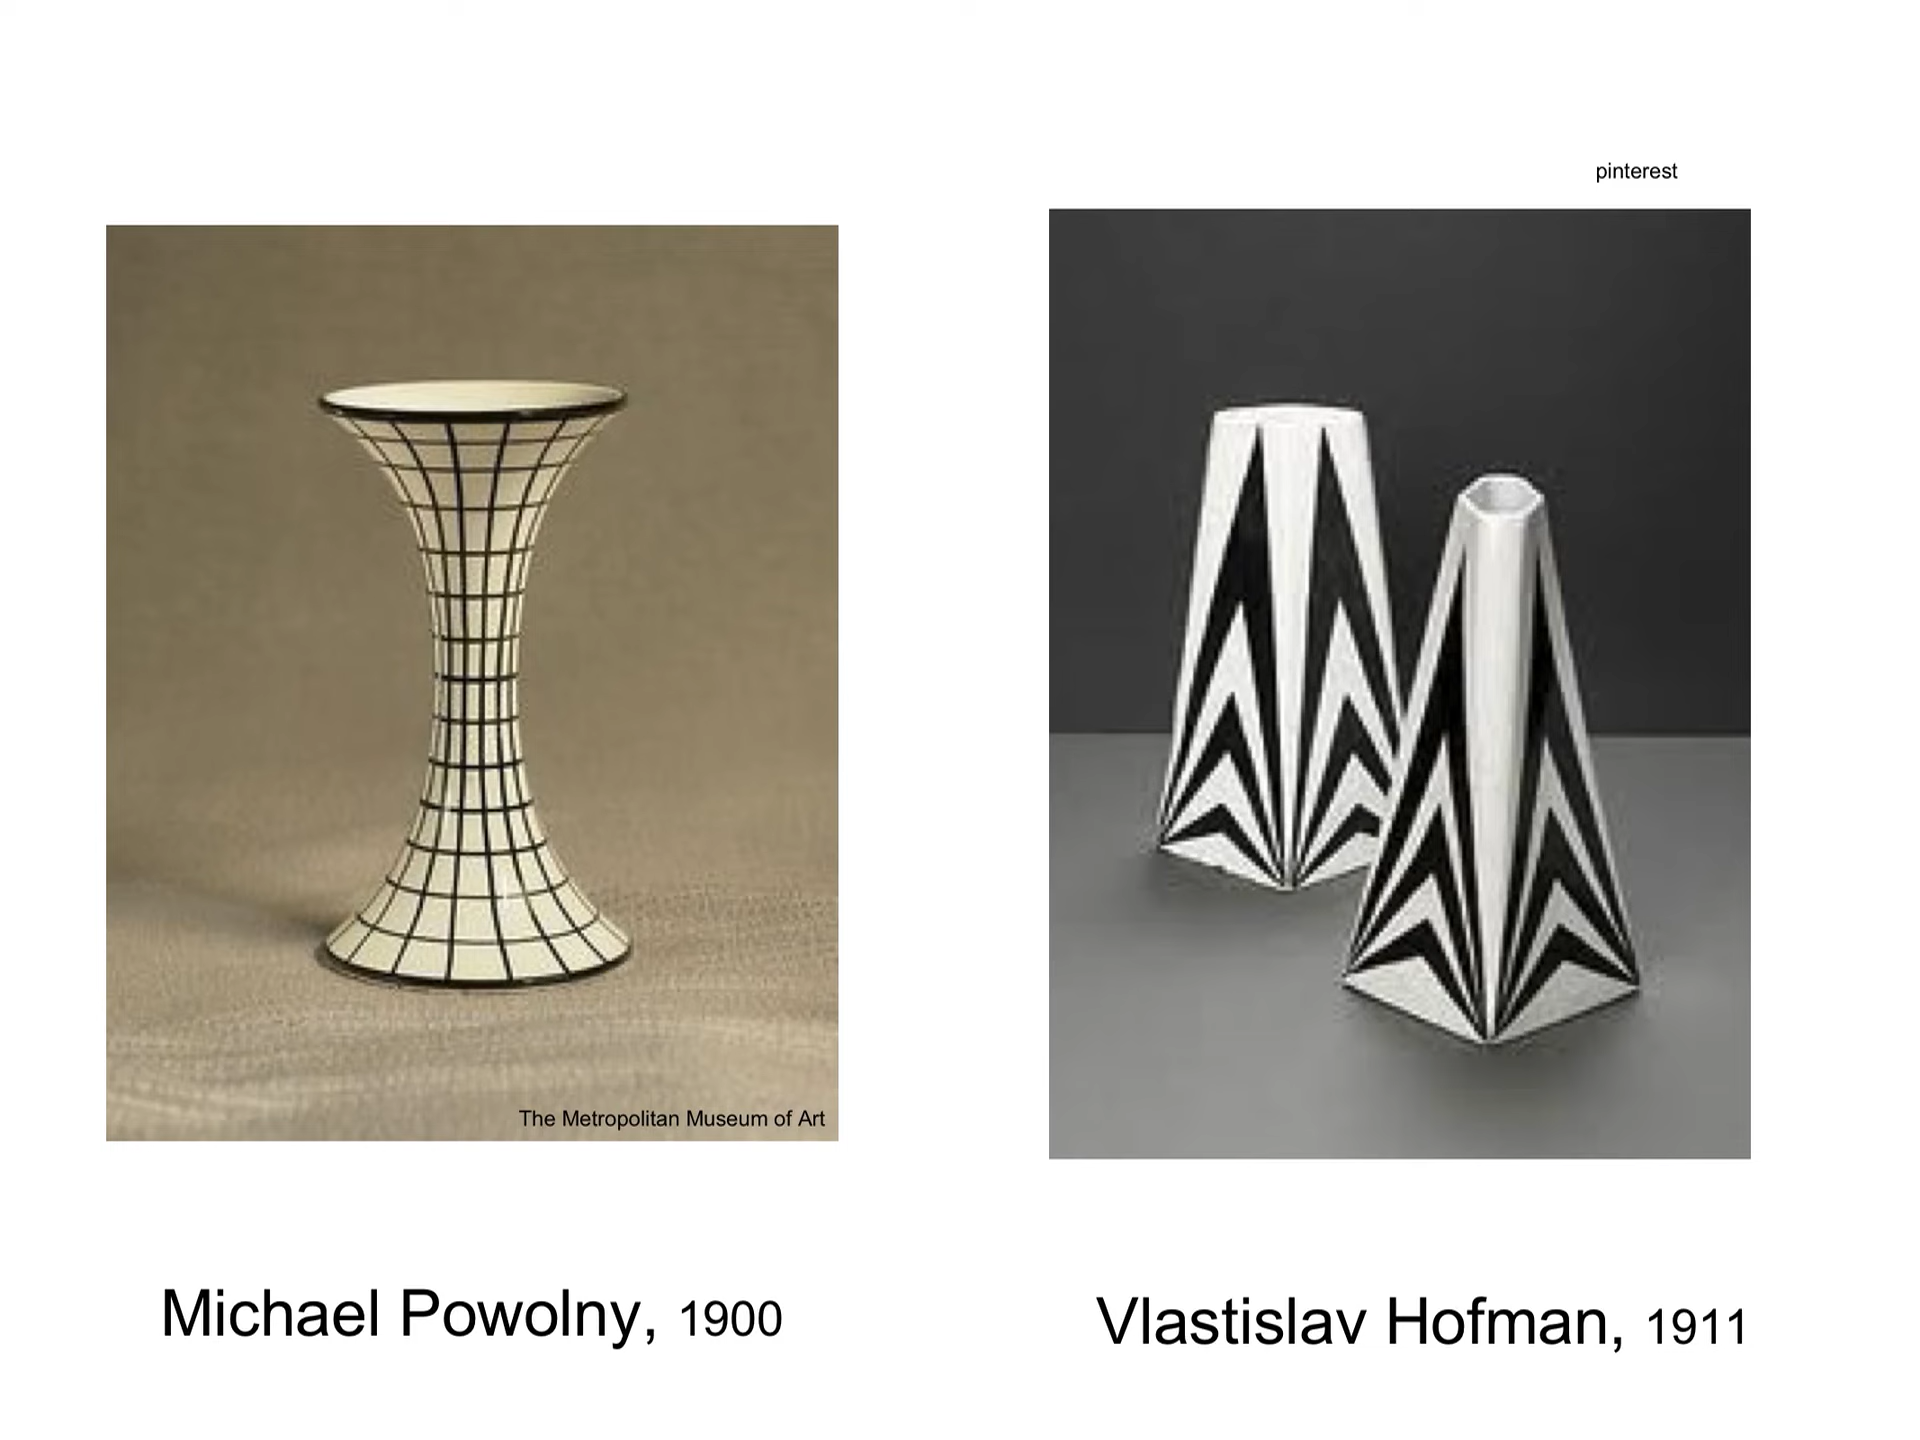 pinterest
The Metropolitan Museum of Art
Michael Powolny, 1900
Vlastislav Hofman, 1911